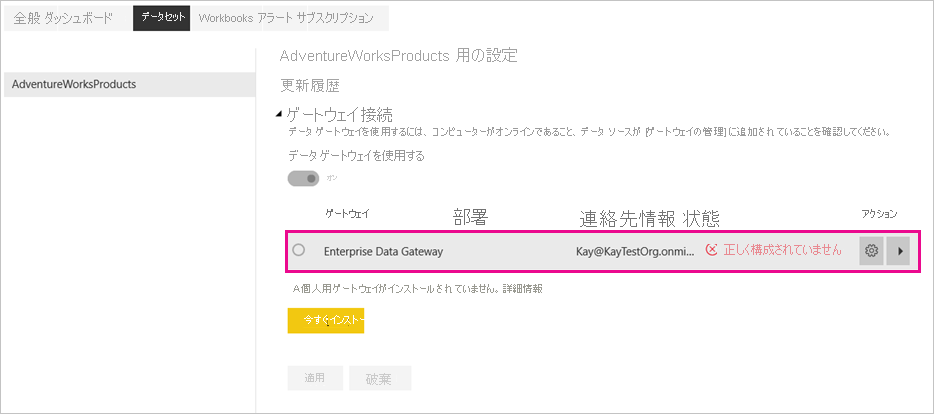 全般 ダッシュボード データセット Workbooks アラート サブスクリプション
AdventureWorksProducts 用の設定
AdventureWorksProducts
更新履歴
ゲートウェイ接続
データ ゲートウェイを使用するには、コンピューターがオンラインであること、データ ソースが [ゲートウェイの管理] に追加されていることを確認してください。
データ ゲートウェイを使用する
オン
ゲートウェイ 部署 連絡先情報 状態 アクション
Enterprise Data Gateway Kay@KayTestOrg.onmi... 正しく構成されていません
A 個人用ゲートウェイがインストールされていません。詳細情報
今すぐインストー
適用 破棄